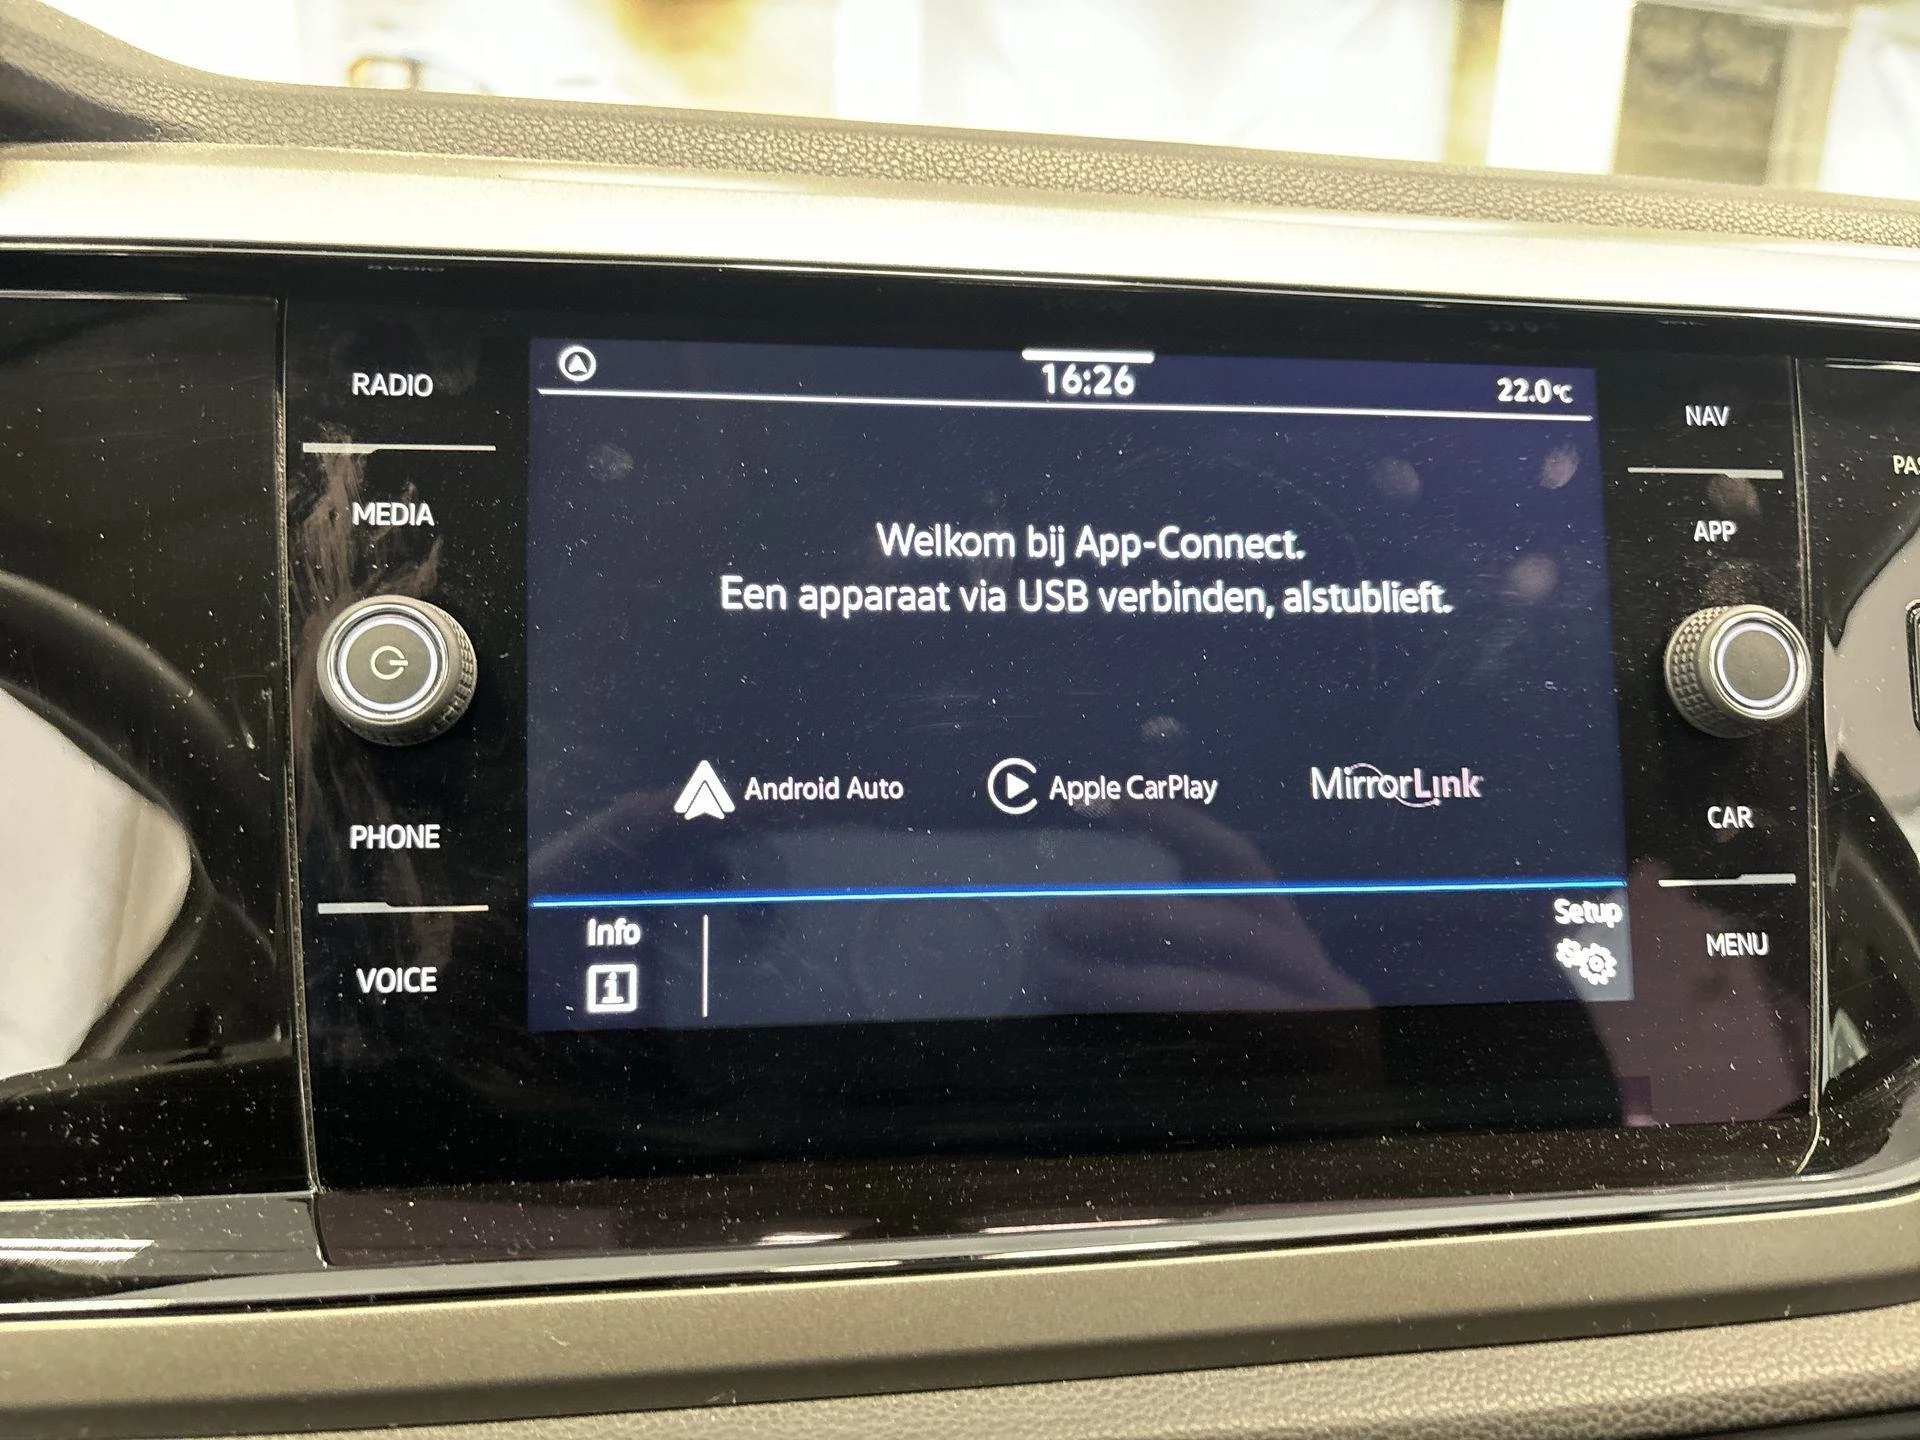 RADIO
MEDIA
PHONE
VOICE
16:26
22.0°C
Welkom bij App-Connect.
Een apparaat via USB verbinden, alstublieft.
Android Auto
Apple CarPlay
MirrorLink
Info
Setup
NAV
APP
CAR
MENU